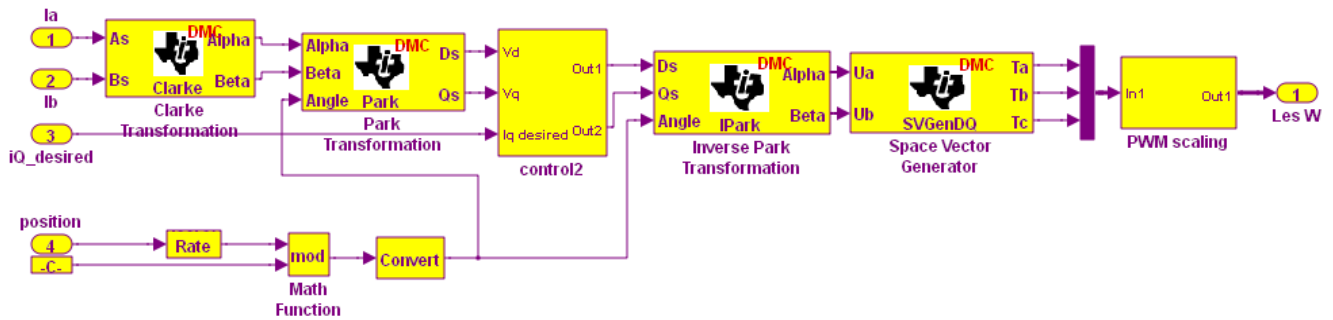 Ia
1
Ib
2
3
iQ_desired
As
Bs
DMC
Alpha
Beta
Clarke
Clarke
Transformation
Alpha
Beta
Angle
DMC
Ds
Qs
Park
Park
Transformation
Vd
Vq
Iq desired
Out1
Out2
control2
Ds
Qs
Angle
DMC
Alpha
Beta
IPark
Inverse Park
Transformation
Ua
Ub
DMC
Ta
Tb
Tc
SVGenDQ
Space Vector
Generator
In1
Out1
PWM scaling
1
Les W
position
4
-C-
Rate
mod
Math
Function
Convert